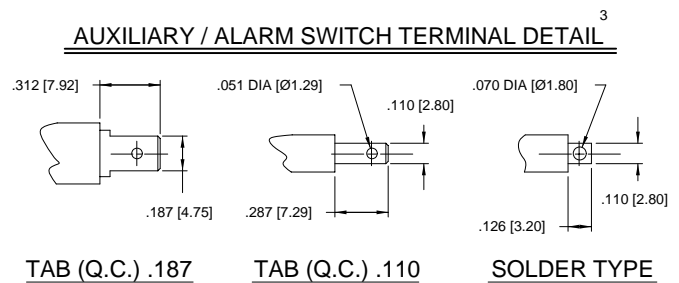 AUXILIARY / ALARM SWITCH TERMINAL DETAIL 3
.312 [7.92]
.187 [4.75]
TAB (Q.C.) .187
.051 DIA [Ø1.29]
.110 [2.80]
.287 [7.29]
TAB (Q.C.) .110
.070 DIA [Ø1.80]
.110 [2.80]
.126 [3.20]
SOLDER TYPE